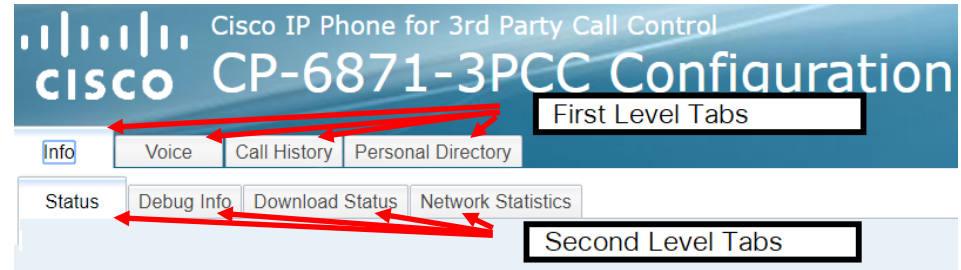 Cisco IP Phone for 3rd Party Call Control
CISCO CP-6871-3PCC Configuration
First Level Tabs
Info Voice Call History Personal Directory
Status Debug Info Download Status Network Statistics
Second Level Tabs